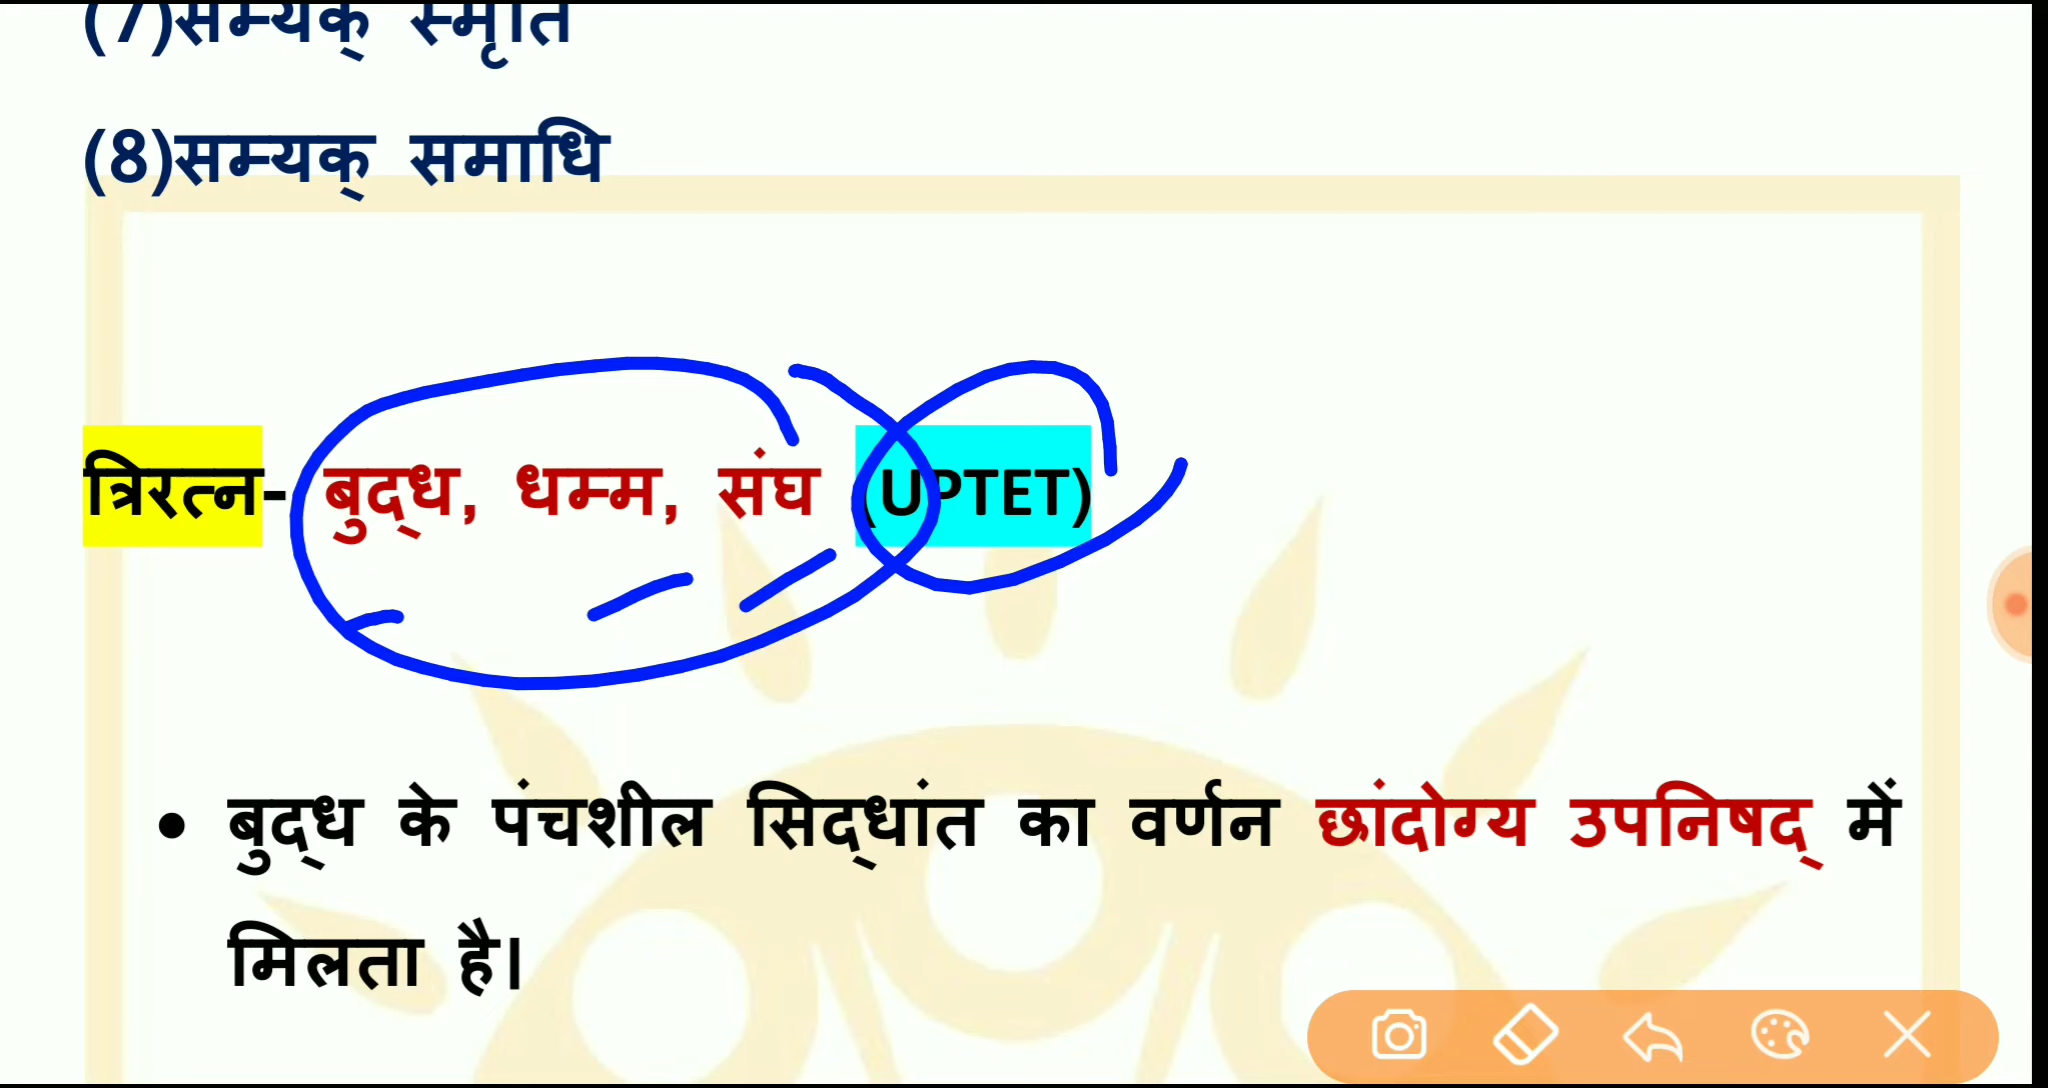 (7)सम्यक् स्मृति
(8)सम्यक् समाधि
त्रिरत्न- बुद्ध, धम्म, संघ (UPTET)
• बुद्ध के पंचशील सिद्धांत का वर्णन छांदोग्य उपनिषद् में
मिलता है।